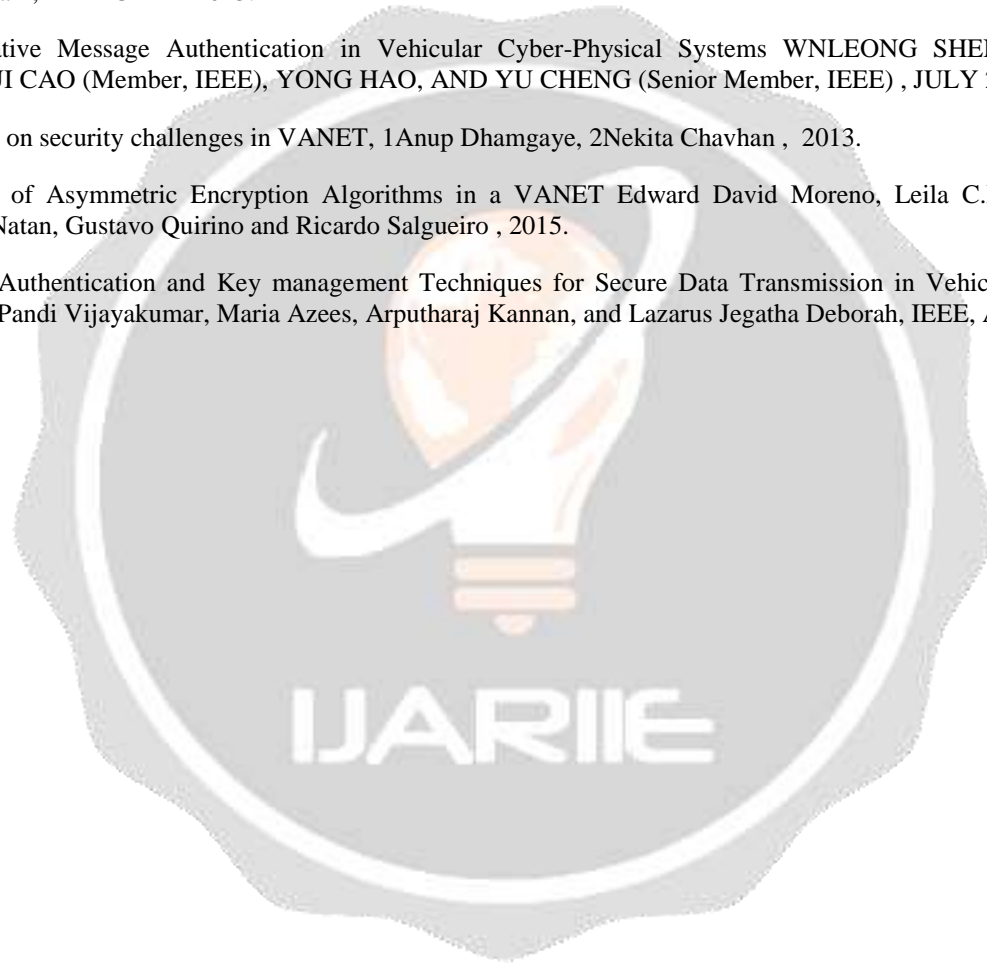 ative Message Authentication in Vehicular Cyber-Physical Systems WNLEONG SHE
JI CAO (Member, IEEE), YONG HAO, AND YU CHENG (Senior Member, IEEE) , JULY
on security challenges in VANET, 1Anup Dhamgaye, 2Nekita Chavhan , 2013.
of Asymmetric Encryption Algorithms in a VANET Edward David Moreno, Leila C.
Natan, Gustavo Quirino and Ricardo Salgueiro , 2015.
Authentication and Key management Techniques for Secure Data Transmission in Vehic
Pandi Vijayakumar, Maria Azees, Arputharaj Kannan, and Lazarus Jegatha Deborah, IEEE, A
IJARIIE